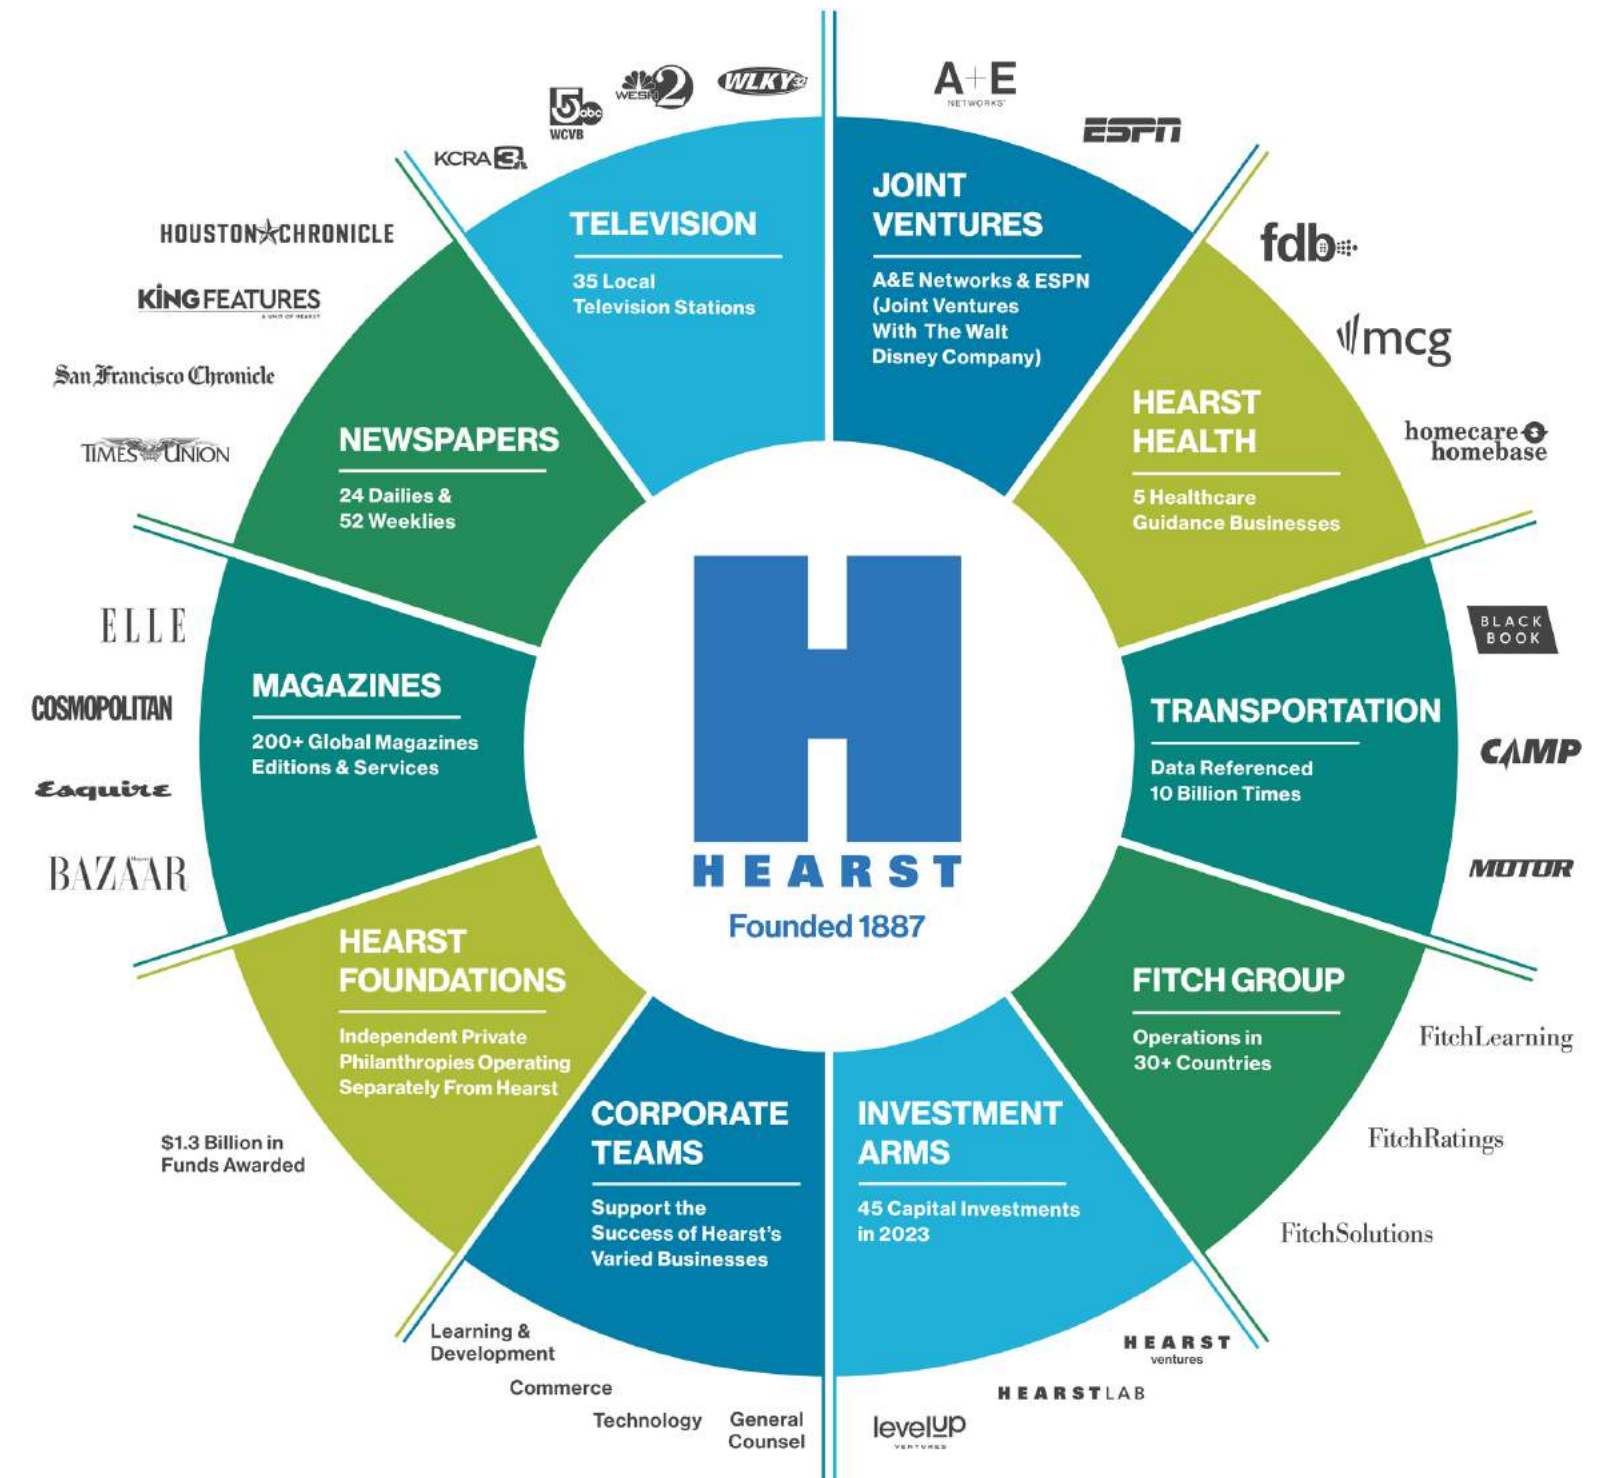 A+E
NETWORKS
ESPN
JOINT
VENTURES
A&E Networks & ESPN
(Joint Ventures
With The Walt
Disney Company)
fdb
mcg
homecare
homebase
HEARST
HEALTH
5 Healthcare
Guidance Businesses
BLACK
BOOK
CAMP
MOTOR
TRANSPORTATION
Data Referenced
10 Billion Times
FITCH GROUP
Operations in
30+ Countries
FitchLearning
FitchRatings
FitchSolutions
INVESTMENT
ARMS
45 Capital Investments
in 2023
HEARST
ventures
HEARSTLAB
levelup
VENTURES
CORPORATE
TEAMS
Support the
Success of Hearst's
Varied Businesses
Learning &
Development
Commerce
Technology
General
Counsel
HEARST
FOUNDATIONS
Independent Private
Philanthropies Operating
Separately From Hearst
$1.3 Billion in
Funds Awarded
MAGAZINES
200+ Global Magazines
Editions & Services
ELLE
COSMOPOLITAN
Esquire
BAZAAR
NEWSPAPERS
24 Dailies &
52 Weeklies
HOUSTON CHRONICLE
KING FEATURES
A UNIT OF HEARST
San Francisco Chronicle
TIMES UNION
TELEVISION
35 Local
Television Stations
KCRA 3
5 abc
WCVB
WESH 2
WLKY 32
H
HEARST
Founded 1887